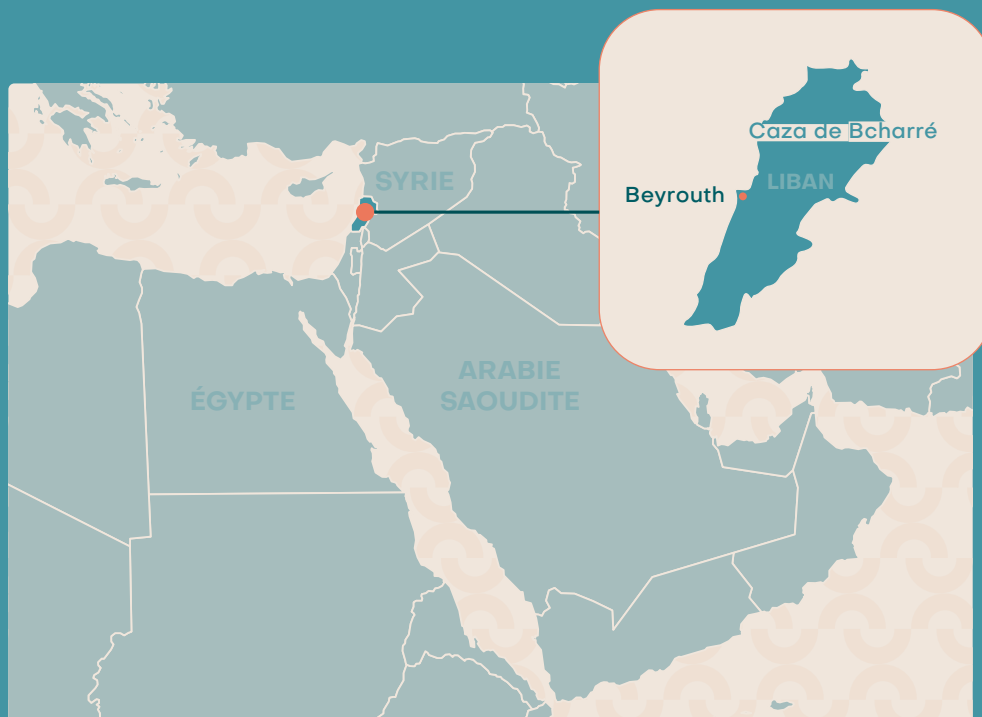 Caza de Bcharré
SYRIE
LIBAN
Beyrouth
ÉGYPTE
ARABIE
SAOUDITE